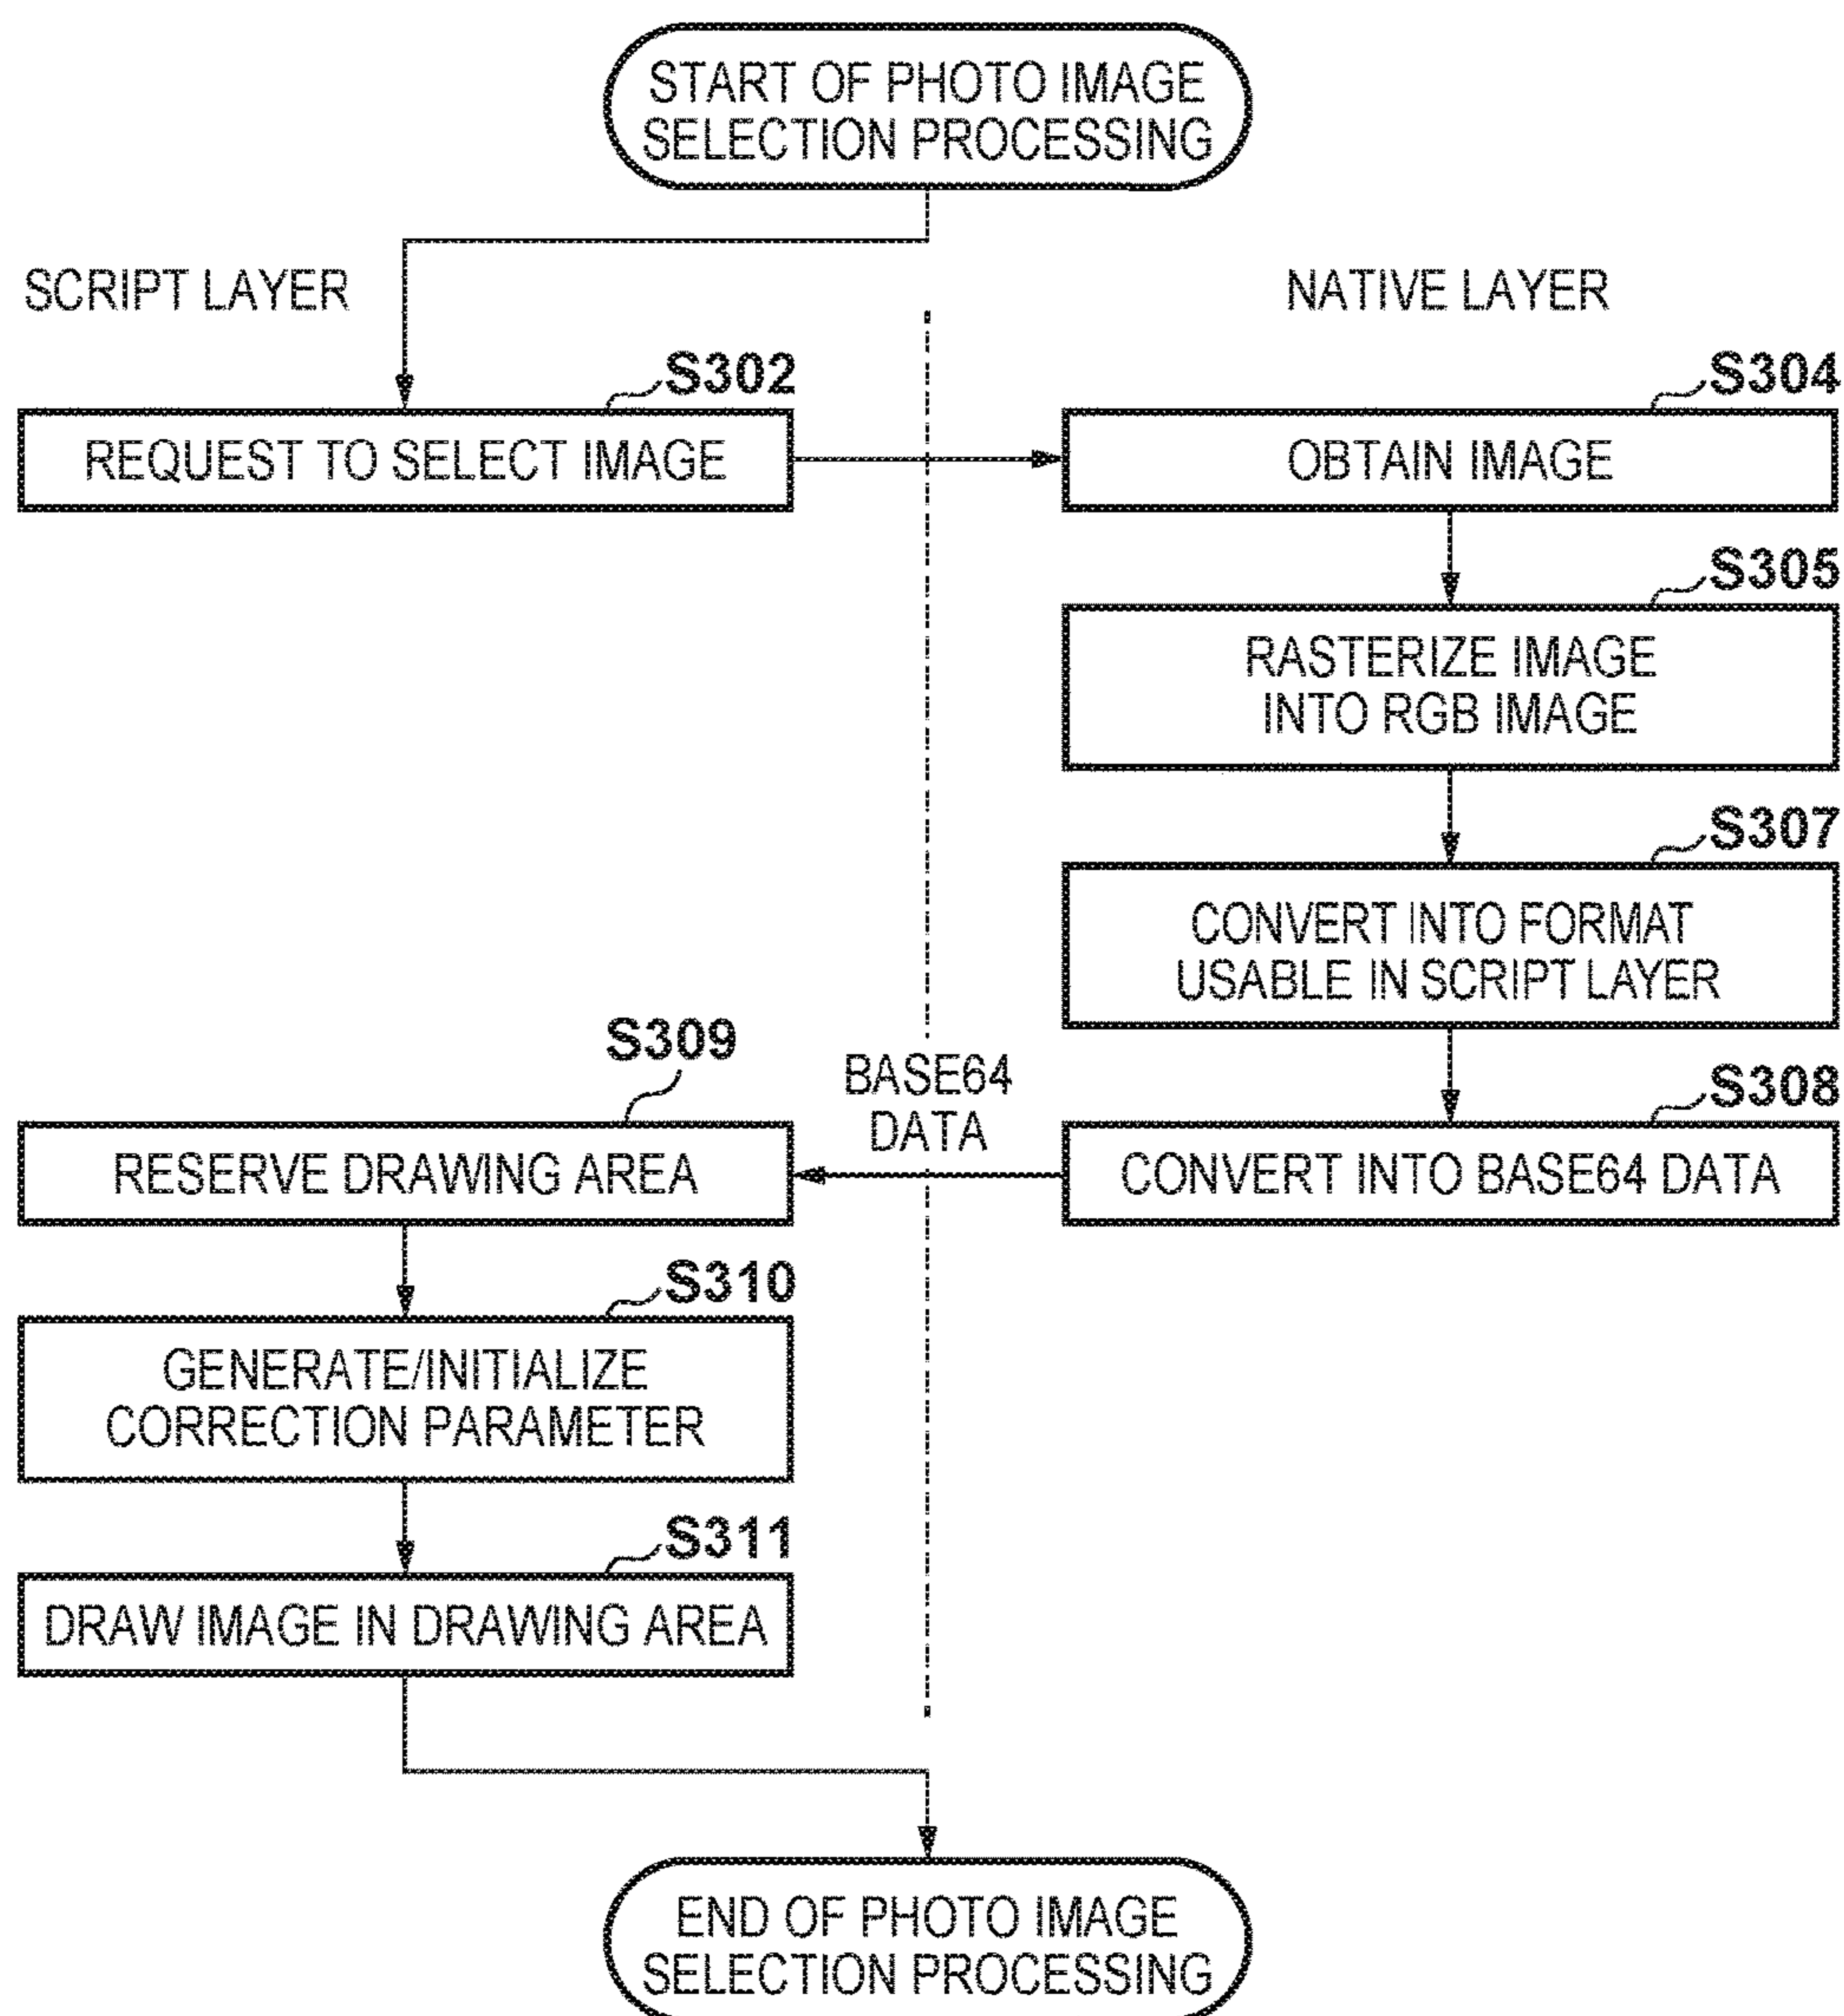 START OF PHOTO IMAGE
SELECTION PROCESSING
SCRIPT LAYER
NATIVE LAYER
S302
REQUEST TO SELECT IMAGE
S304
OBTAIN IMAGE
S305
RASTERIZE IMAGE
INTO RGB IMAGE
S307
CONVERT INTO FORMAT
USABLE IN SCRIPT LAYER
S308
CONVERT INTO BASE64 DATA
BASE64
DATA
S309
RESERVE DRAWING AREA
S310
GENERATE/INITIALIZE
CORRECTION PARAMETER
S311
DRAW IMAGE IN DRAWING AREA
END OF PHOTO IMAGE
SELECTION PROCESSING